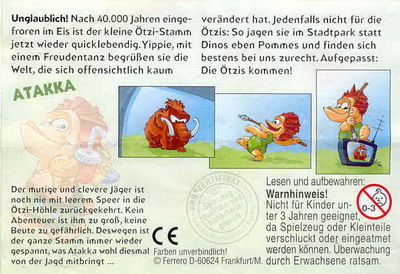 Unglaublich! Nach 40.000 Jahren einge-
froren im Eis ist der kleine Ötzi-Stamm
jetzt wieder quicklebendig. Yippie, mit
einem Freudentanz begrüßen sie die
Welt, die sich offensichtlich kaum
verändert hat. Jedenfalls nicht für die
Ötzis: So jagen sie im Stadtpark statt
Dinos eben Pommes und finden sich
bestens bei uns zurecht. Aufgepasst:
Die Ötzis kommen!
ATAKKA
Der mutige und clevere Jäger ist
noch nie mit leerem Speer in die
Ötzi-Höhle zurückgekehrt. Kein
Abenteuer ist ihm zu groß, keine
Beute zu gefährlich. Deswegen ist
der ganze Stamm immer wieder
gespannt, was Atakka wohl diesmal
von der Jagd mitbringt ...
CE
Farben unverbindlich!
© Ferrero D-60624 Frankfurt/M.
Lesen und aufbewahren:
Warnhinweis!
Nicht für Kinder un-
ter 3 Jahren geeignet,
da Spielzeug oder Kleinteile
verschluckt oder eingeatmet
werden können. Überwachung
durch Erwachsene ratsam.
0-3